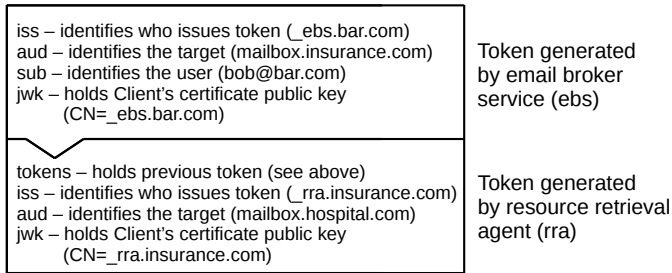 iss – identifies who issues token (_ebs.bar.com)
aud – identifies the target (mailbox.insurance.com)
sub – identifies the user (bob@bar.com)
jwk – holds Client's certificate public key
(CN=_ebs.bar.com)
Token generated
by email broker
service (ebs)
tokens – holds previous token (see above)
iss – identifies who issues token (_rra.insurance.com)
aud – identifies the target (mailbox.hospital.com)
jwk – holds Client's certificate public key
(CN=_rra.insurance.com)
Token generated
by resource retrieval
agent (rra)